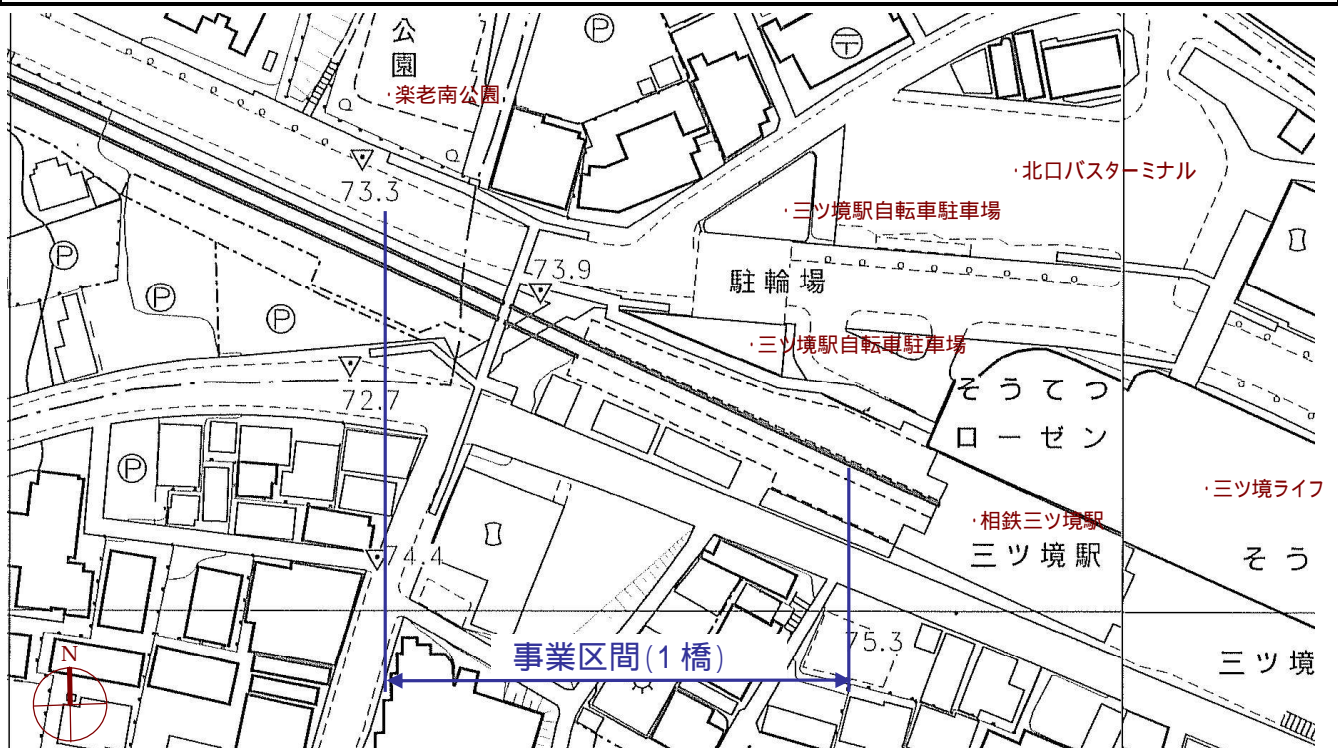 公
園
・楽老南公園
Ⓟ
〒
73.3
・北口バスターミナル
・三ツ境駅自転車駐車場
Ⓟ
73.9
駐輪場
Ⓟ
Ⓟ
・三ツ境駅自転車駐車場
72.7
そうてつ
ローゼン
Ⓟ
・三ツ境ライフ
・相鉄三ツ境駅
74.4
三ツ境駅
そう
事業区間(1橋)
75.3
N
三ツ境